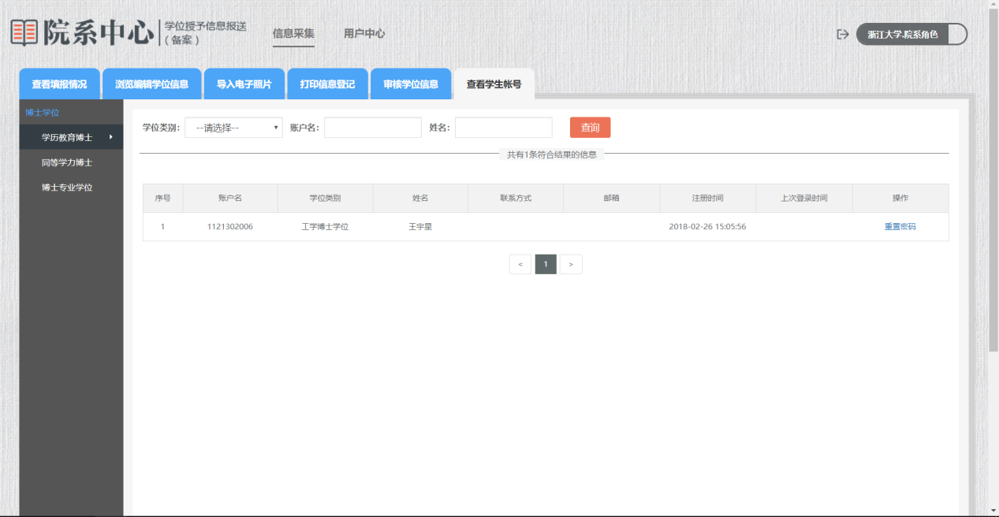 院系中心
学位授予信息报送
（备案）
信息采集
用户中心
浙江大学.院系角色
查看填报情况
浏览编辑学位信息
导入电子照片
打印信息登记
审核学位信息
查看学生帐号
博士学位
学历教育博士
同等学力博士
博士专业学位
学位类别: --请选择-- 账户名: 姓名: 查询
共有1条符合结果的信息
序号 账户名 学位类别 姓名 联系方式 邮箱 注册时间 上次登录时间 操作
1 1121302006 工学博士学位 王宇星 2018-02-26 15:05:56 重置密码
< 1 >